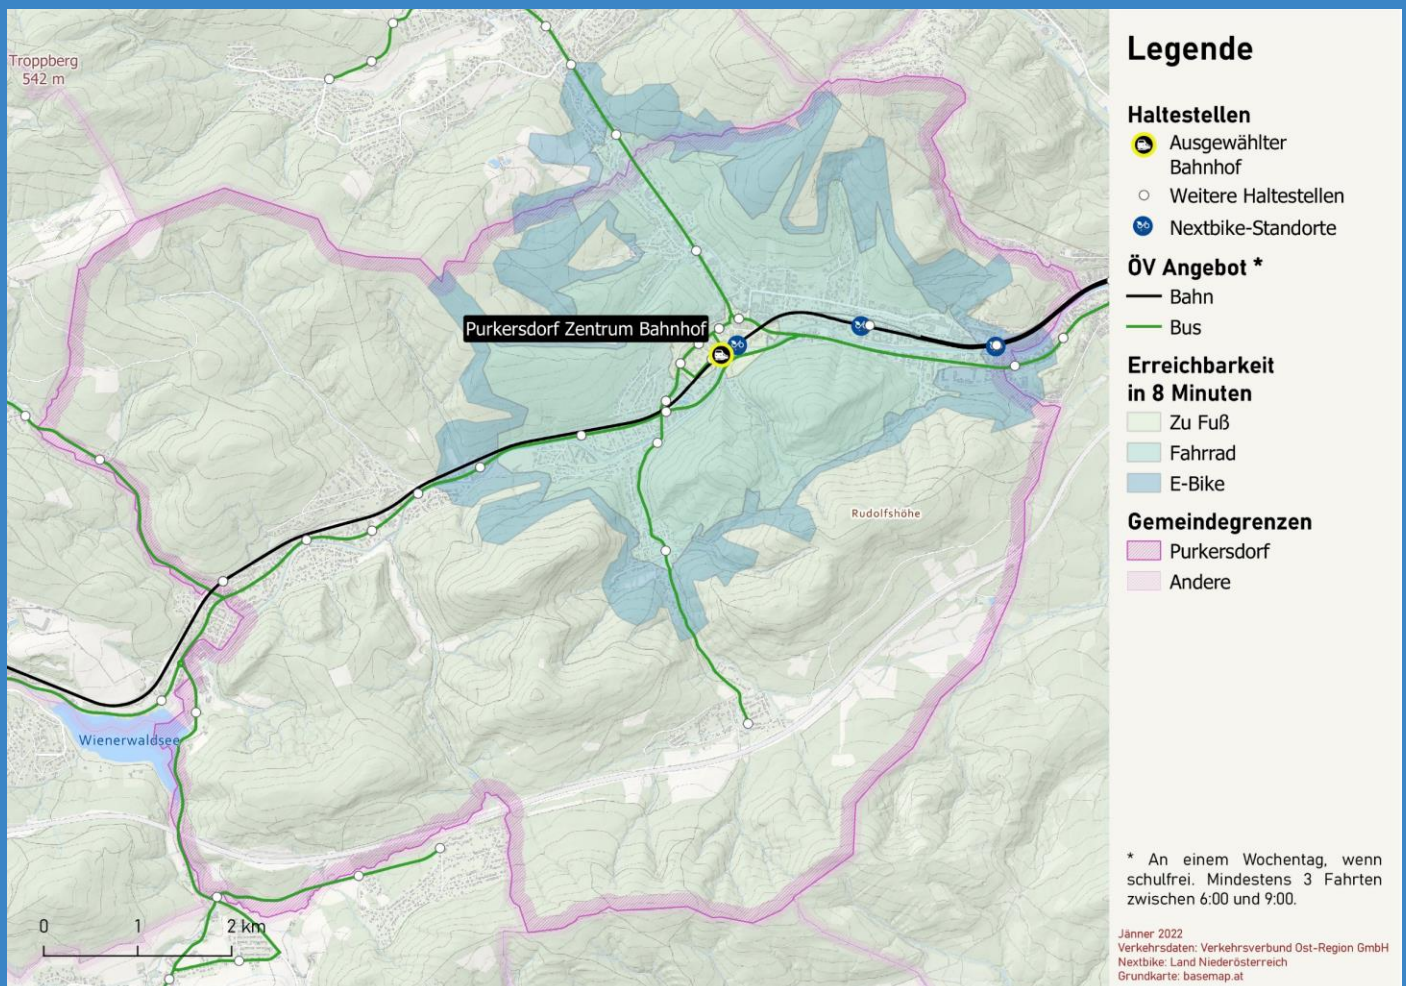 Troppberg
542 m
Purkersdorf Zentrum Bahnhof
Rudolfshöhe
Wienerwaldsee
0 1 2 km
Legende
Haltestellen
Ausgewählter
Bahnhof
Weitere Haltestellen
Nextbike-Standorte
ÖV Angebot *
Bahn
Bus
Erreichbarkeit
in 8 Minuten
Zu Fuß
Fahrrad
E-Bike
Gemeindegrenzen
Purkersdorf
Andere
* An einem Wochentag, wenn
schulfrei. Mindestens 3 Fahrten
zwischen 6:00 und 9:00.
Jänner 2022
Verkehrsdaten: Verkehrsverbund Ost-Region GmbH
Nextbike: Land Niederösterreich
Grundkarte: basemap.at